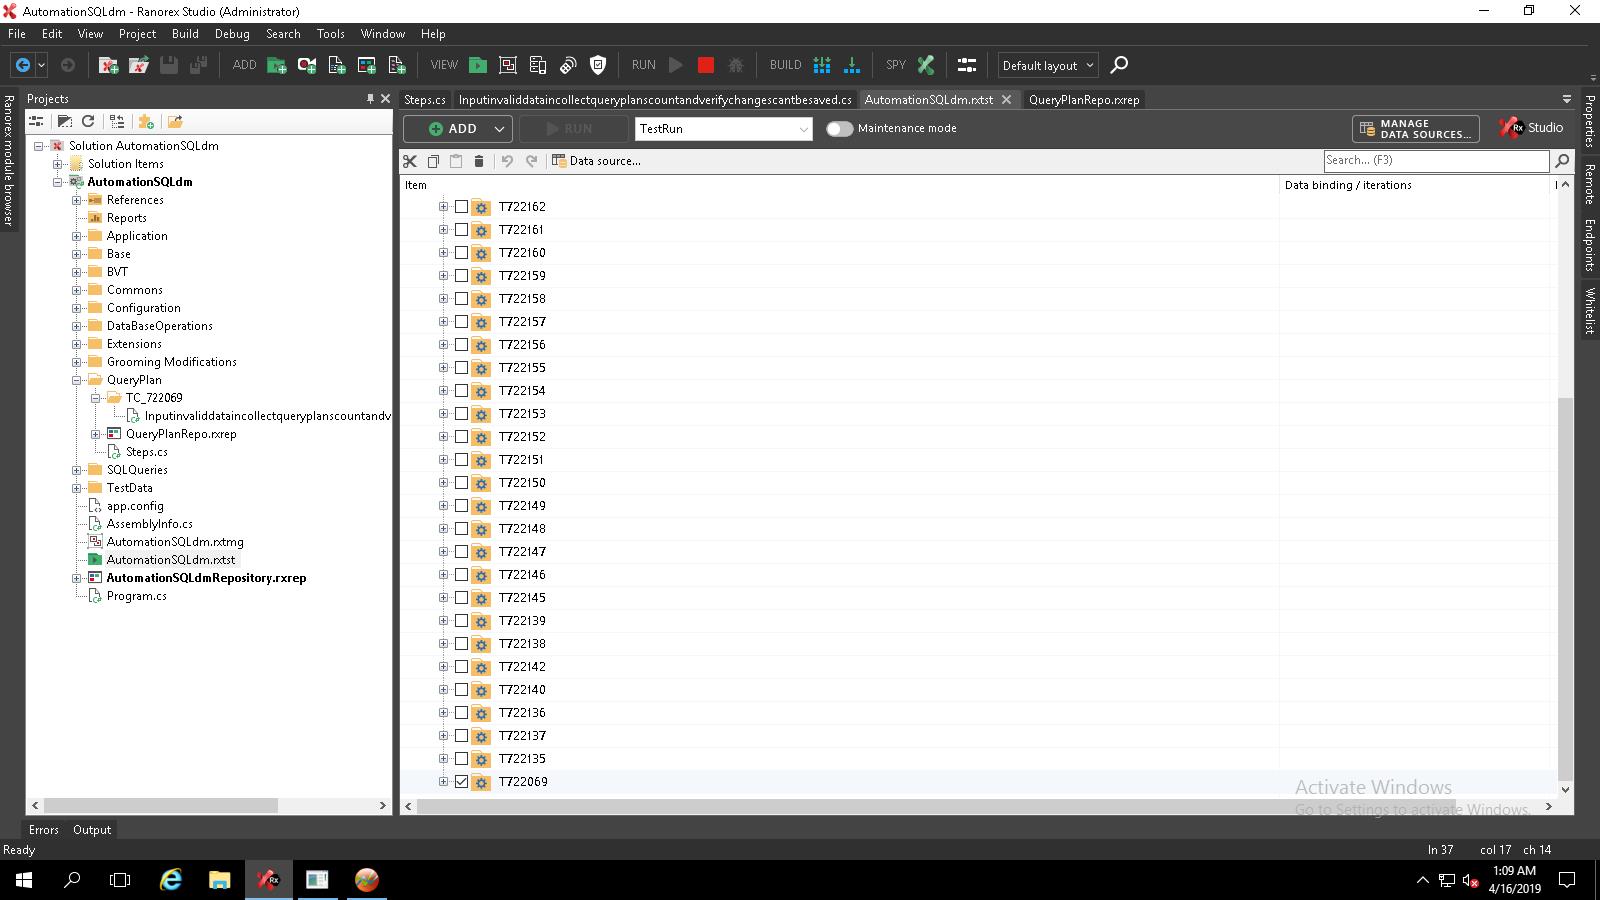 AutomationSQLdm - Ranorex Studio (Administrator)
File Edit View Project Build Debug Search Tools Window Help
ADD VIEW RUN BUILD SPY Default layout
Ranorex module browser
Projects
Solution AutomationSQLdm
Solution Items
AutomationSQLdm
References
Reports
Application
Base
BVT
Commons
Configuration
DataBaseOperations
Extensions
Grooming Modifications
QueryPlan
TC_722069
Inputinvaliddataincollectqueryplanscountandv
QueryPlanRepo.rxrep
Steps.cs
SQLQueries
TestData
app.config
AssemblyInfo.cs
AutomationSQLdm.rxtmg
AutomationSQLdm.rxtst
AutomationSQLdmRepository.rxrep
Program.cs
Steps.cs Inputinvaliddataincollectqueryplanscountandverifychangescantbesaved.cs AutomationSQLdm.rxtst QueryPlanRepo.rxrep
ADD RUN TestRun Maintenance mode MANAGE
DATA SOURCES... Rx Studio
Data source... Search... (F3)
Item Data binding / iterations
T722162
T722161
T722160
T722159
T722158
T722157
T722156
T722155
T722154
T722153
T722152
T722151
T722150
T722149
T722148
T722147
T722146
T722145
T722139
T722138
T722142
T722140
T722136
T722137
T722135
T722069
Properties
Remote Endpoints
Whitelist
Activate Windows
Go to Settings to activate Windows.
Errors Output
Ready ln 37 col 17 ch 14
1:09 AM
4/16/2019